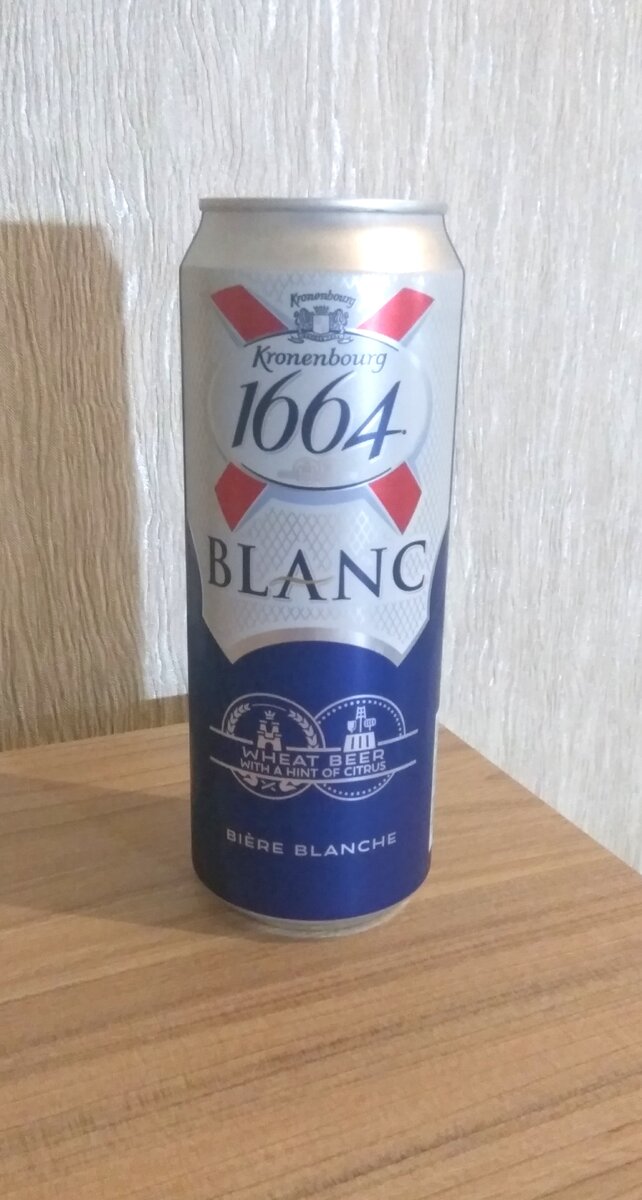 Kronenbourg
Kronenbourg
1664
BLANC
WHEAT BEER
WITH A HINT OF CITRUS
BIÈRE BLANCHE